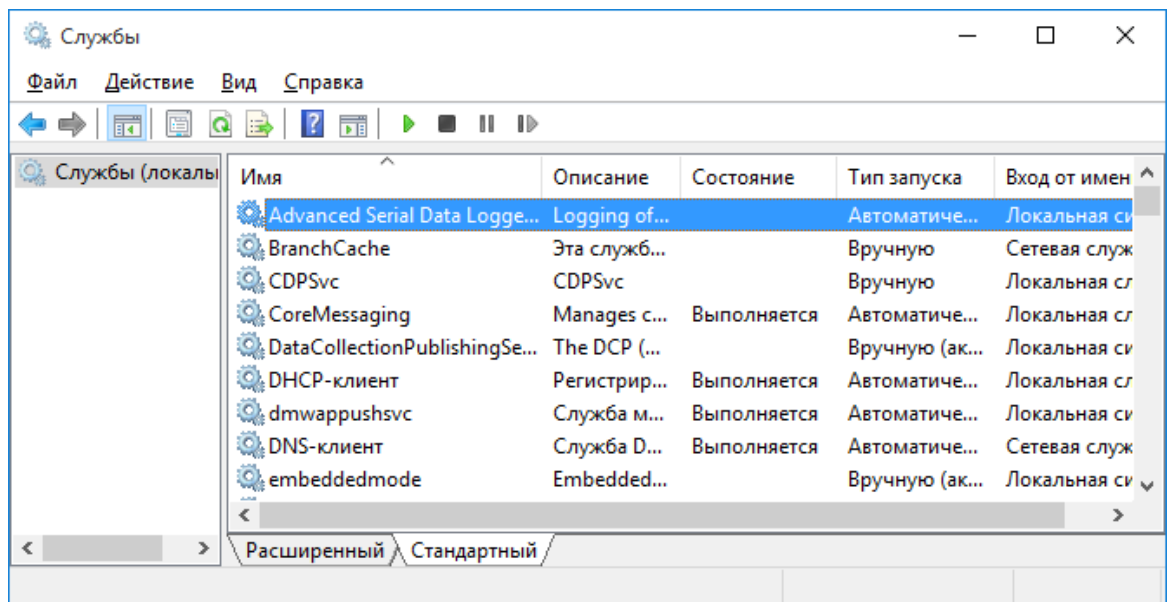 Службы
Файл Действие Вид Справка
Службы (локалы
Имя Описание Состояние Тип запуска Вход от имен
Advanced Serial Data Logge... Logging of... Автоматиче... Локальная си
BranchCache Эта служб... Вручную Сетевая служ
CDPSvc CDPSvc Вручную Локальная сл
CoreMessaging Manages c... Выполняется Автоматиче... Локальная сл
DataCollectionPublishingSe... The DCP (... Вручную (ак... Локальная си
DHCP-клиент Регистрир... Выполняется Автоматиче... Локальная сл
dmwappushsvc Служба м... Выполняется Автоматиче... Локальная си
DNS-клиент Служба D... Выполняется Автоматиче... Сетевая служ
embeddedmode Embedded... Вручную (ак... Локальная си
Расширенный Стандартный